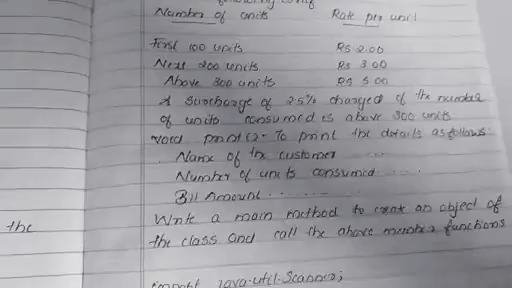 Number of units Rate per unit
First 100 units Rs 2.00
Next 200 units Rs 3.00
Above 300 units Rs 5.00
A surcharge of 2.5% charged if the number
of units consumed is above 300 units
void print()- To print the details as follows:
Name of the customer ...
Number of units consumed ....
Bill Amount ........
Write a main method to creat an object of
the class and call the above member functions
the
import java.util.Scanner;